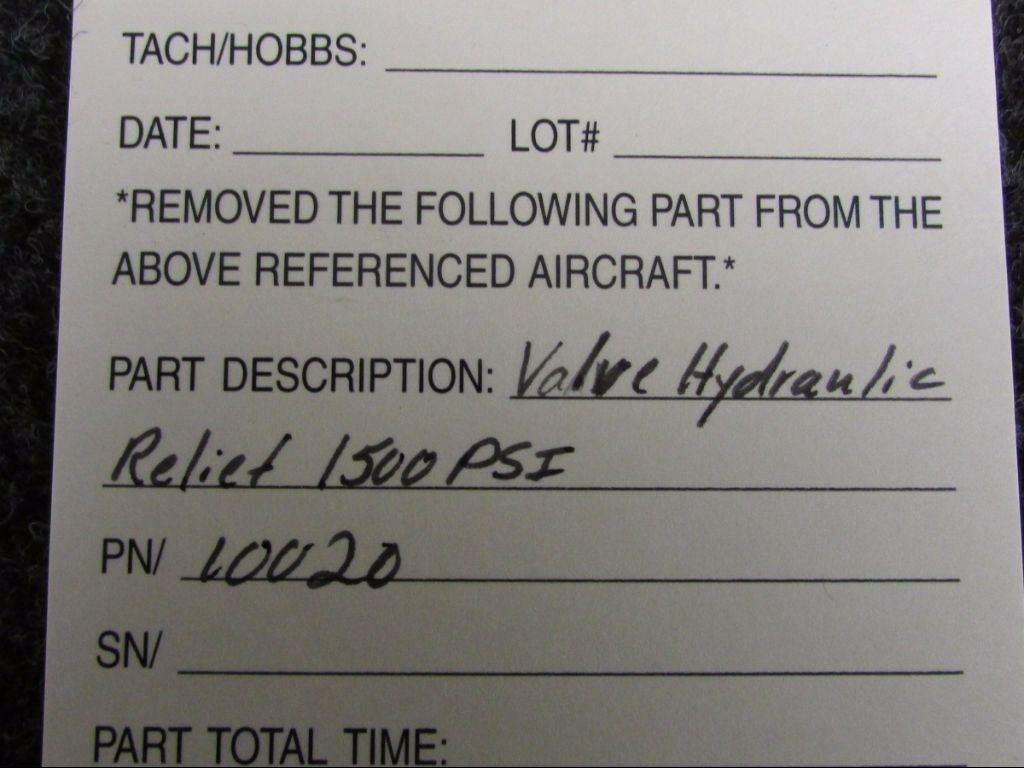 TACH/HOBBS:
DATE: LOT#
*REMOVED THE FOLLOWING PART FROM THE
ABOVE REFERENCED AIRCRAFT.*
PART DESCRIPTION: Valve Hydraulic
Relief 1500 PSI
PN/ 10020
SN/
PART TOTAL TIME: